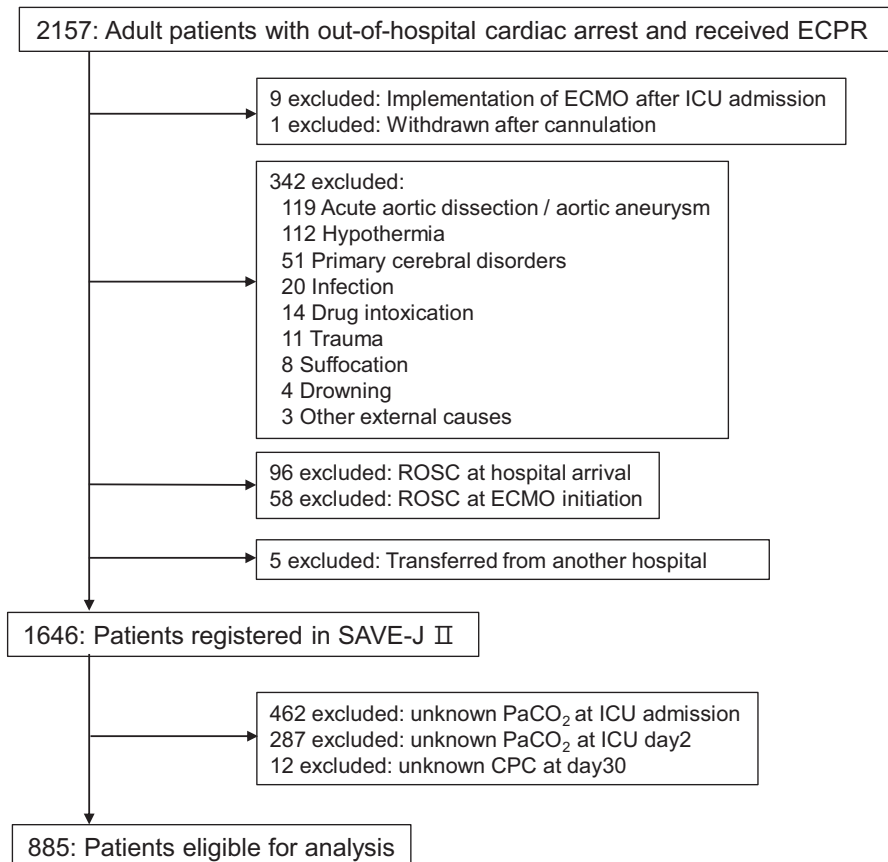 2157: Adult patients with out-of-hospital cardiac arrest and received ECPR
9 excluded: Implementation of ECMO after ICU admission
1 excluded: Withdrawn after cannulation
342 excluded:
119 Acute aortic dissection / aortic aneurysm
112 Hypothermia
51 Primary cerebral disorders
20 Infection
14 Drug intoxication
11 Trauma
8 Suffocation
4 Drowning
3 Other external causes
96 excluded: ROSC at hospital arrival
58 excluded: ROSC at ECMO initiation
5 excluded: Transferred from another hospital
1646: Patients registered in SAVE-J Ⅱ
462 excluded: unknown PaCO₂ at ICU admission
287 excluded: unknown PaCO₂ at ICU day2
12 excluded: unknown CPC at day30
885: Patients eligible for analysis